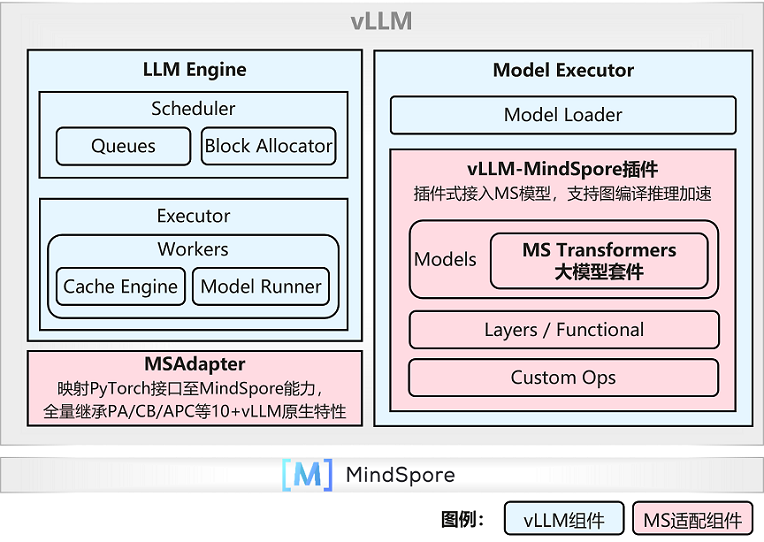 vLLM
LLM Engine
Scheduler
Queues
Block Allocator
Executor
Workers
Cache Engine
Model Runner
MSAdapter
映射PyTorch接口至MindSpore能力，
全量继承PA/CB/APC等10+vLLM原生特性
Model Executor
Model Loader
vLLM-MindSpore插件
插件式接入MS模型，支持图编译推理加速
Models
MS Transformers
大模型套件
Layers / Functional
Custom Ops
[M] MindSpore
图例：
vLLM组件
MS适配组件